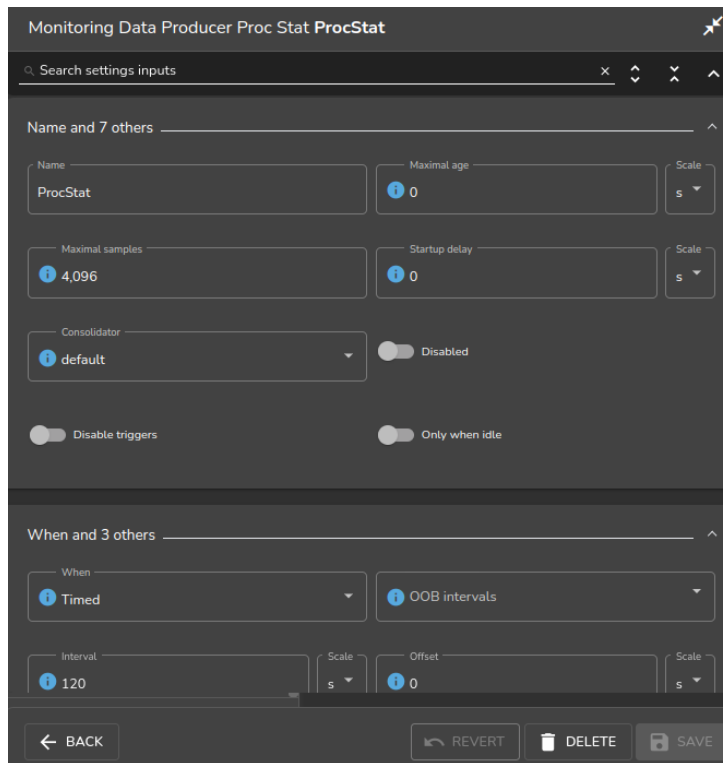 Monitoring Data Producer Proc Stat ProcStat
Search settings inputs
Name and 7 others
Name
ProcStat
Maximal age
0
Scale
s
Maximal samples
4,096
Startup delay
0
Scale
s
Consolidator
default
Disabled
Disable triggers
Only when idle
When and 3 others
When
Timed
OOB intervals
Interval
120
Scale
s
Offset
0
Scale
s
BACK
REVERT
DELETE
SAVE